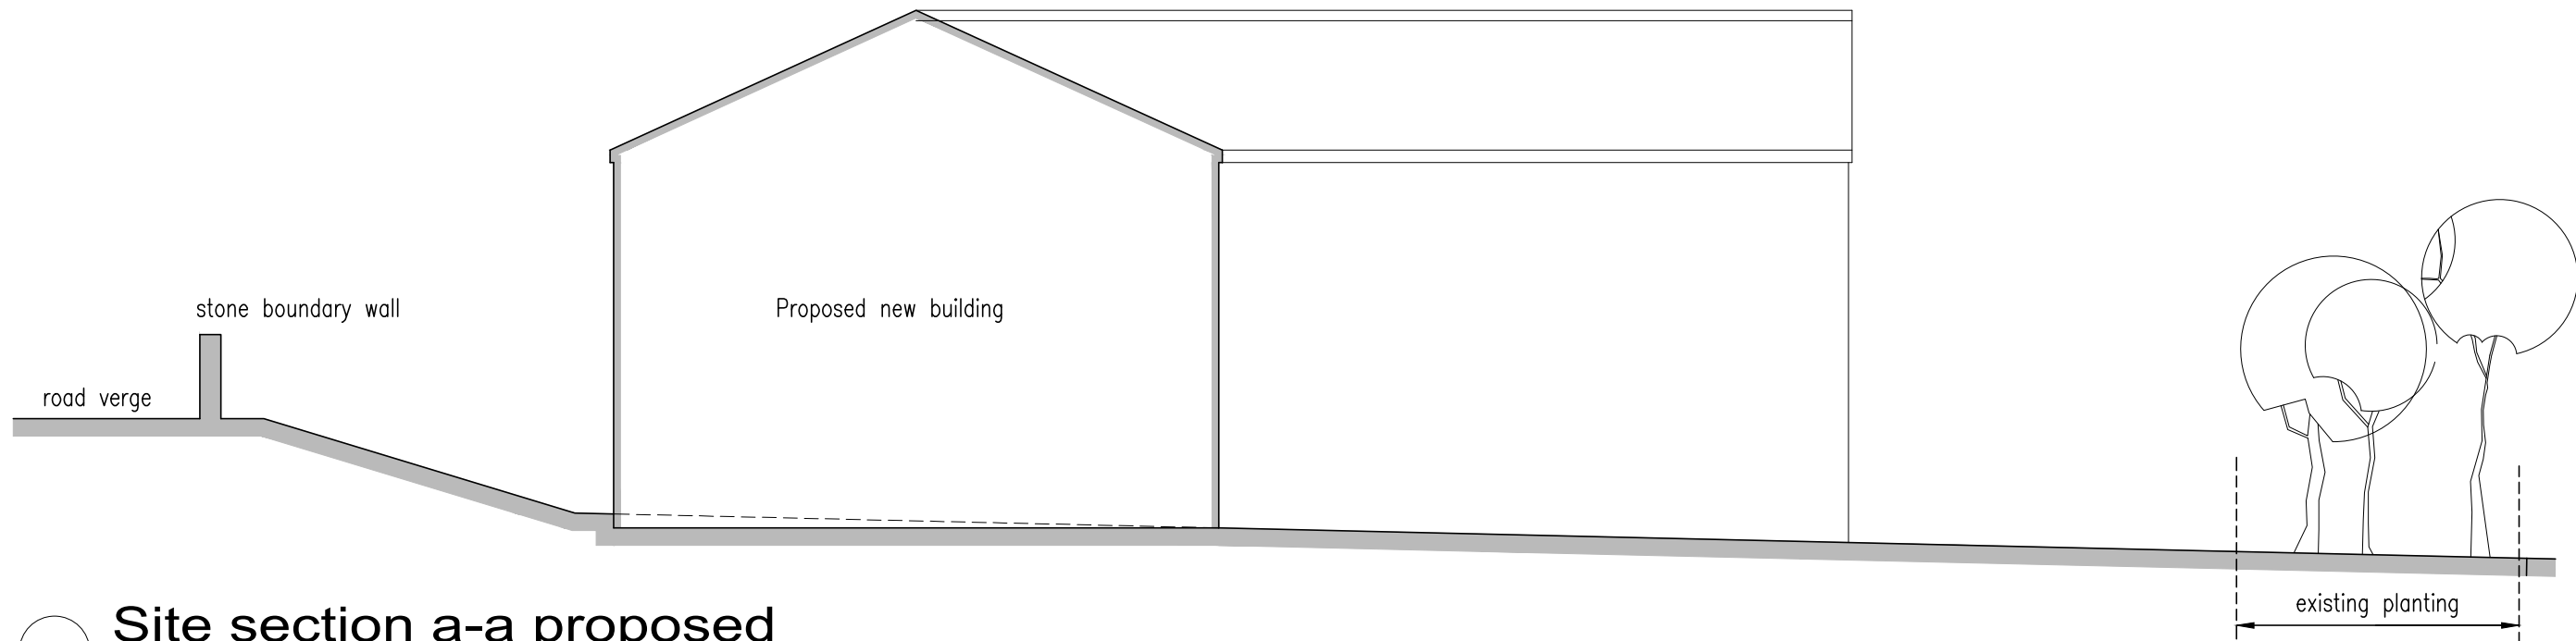 stone boundary wall
Proposed new building
road verge
existing planting
Site section a-a proposed